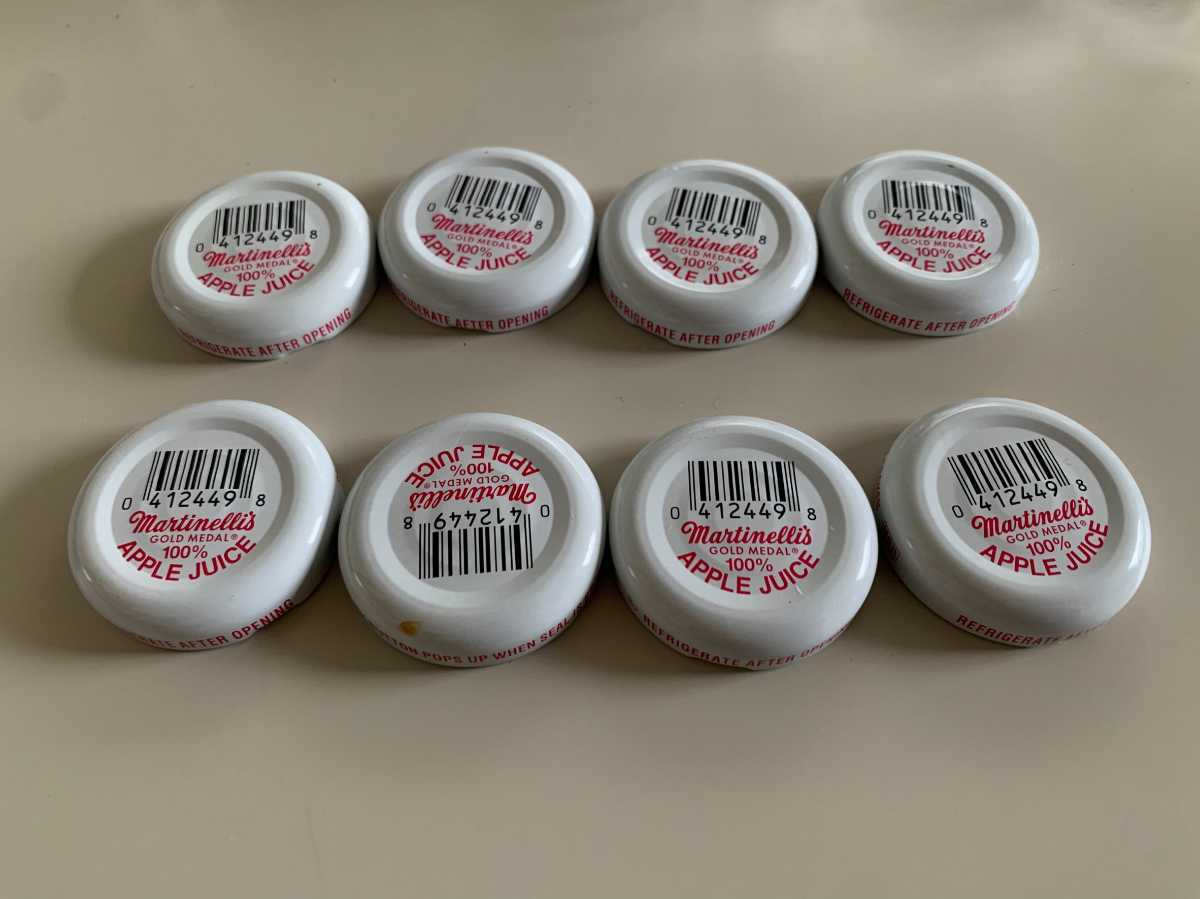 0 412449 8
Martinelli's
GOLD MEDAL®
100%
APPLE JUICE
REFRIGERATE AFTER OPENING
0 412449 8
Martinelli's
GOLD MEDAL®
100%
APPLE JUICE
REFRIGERATE AFTER OPENING
0 412449 8
Martinelli's
GOLD MEDAL®
100%
APPLE JUICE
REFRIGERATE AFTER OPENING
0 412449 8
Martinelli's
GOLD MEDAL®
100%
APPLE JUICE
REFRIGERATE AFTER OPENING
0 412449 8
Martinelli's
GOLD MEDAL®
100%
APPLE JUICE
AFTER OPENING
0 412449 8
Martinelli's
GOLD MEDAL®
100%
APPLE JUICE
POPS UP WHEN SEAL
0 412449 8
Martinelli's
GOLD MEDAL®
100%
APPLE JUICE
REFRIGERATE AFTER OPENING
0 412449 8
Martinelli's
GOLD MEDAL®
100%
APPLE JUICE
REFRIGERATE AFTER